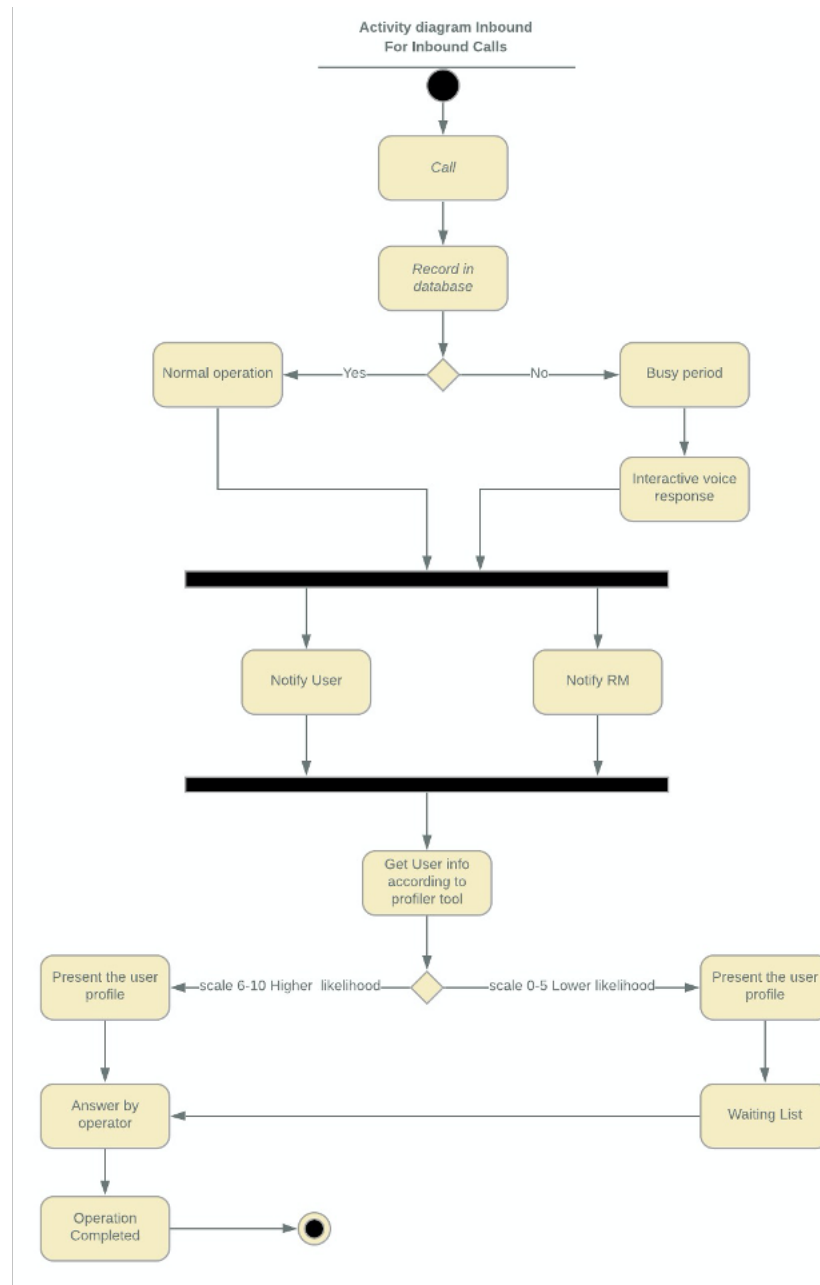 Activity diagram Inbound
For Inbound Calls
Call
Record in
database
Normal operation
Yes
No
Busy period
Interactive voice
response
Notify User
Notify RM
Get User info
according to
profiler tool
Present the user
profile
scale 6-10 Higher likelihood
scale 0-5 Lower likelihood
Present the user
profile
Answer by
operator
Waiting List
Operation
Completed